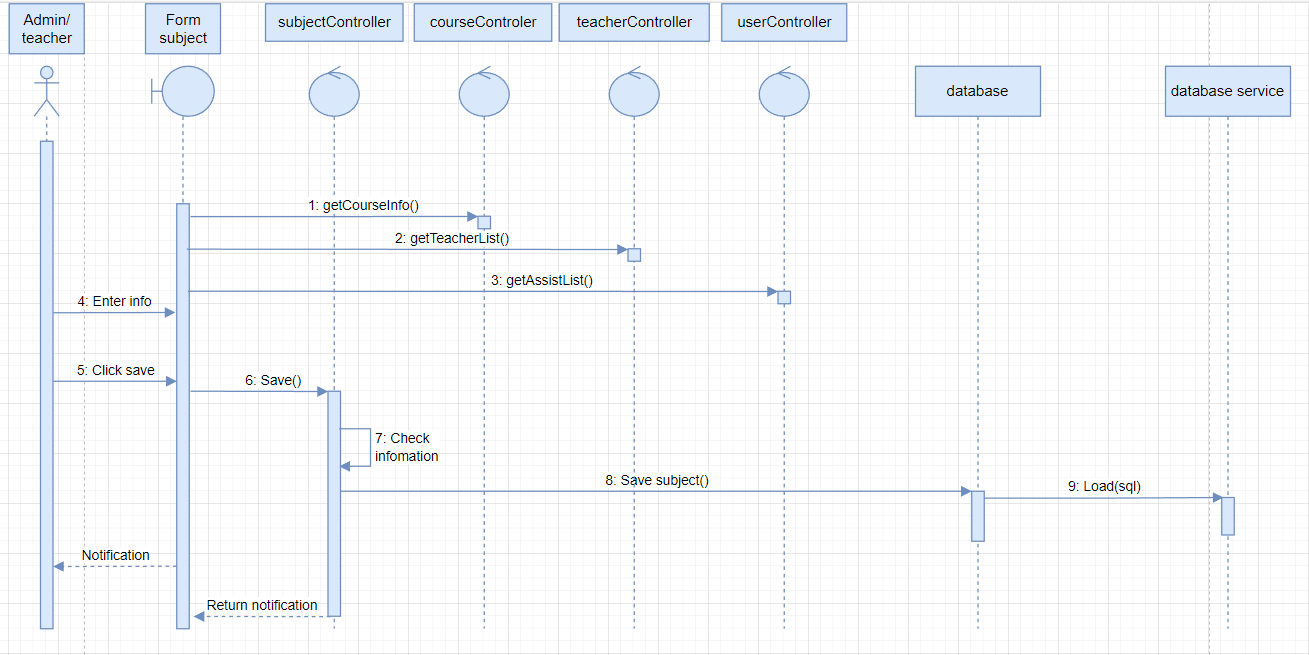 Admin/
teacher
Form
subject
subjectController
courseControler
teacherController
userController
database
database service
1: getCourseInfo()
2: getTeacherList()
3: getAssistList()
4: Enter info
5: Click save
6: Save()
7: Check
infomation
8: Save subject()
9: Load(sql)
Notification
Return notification